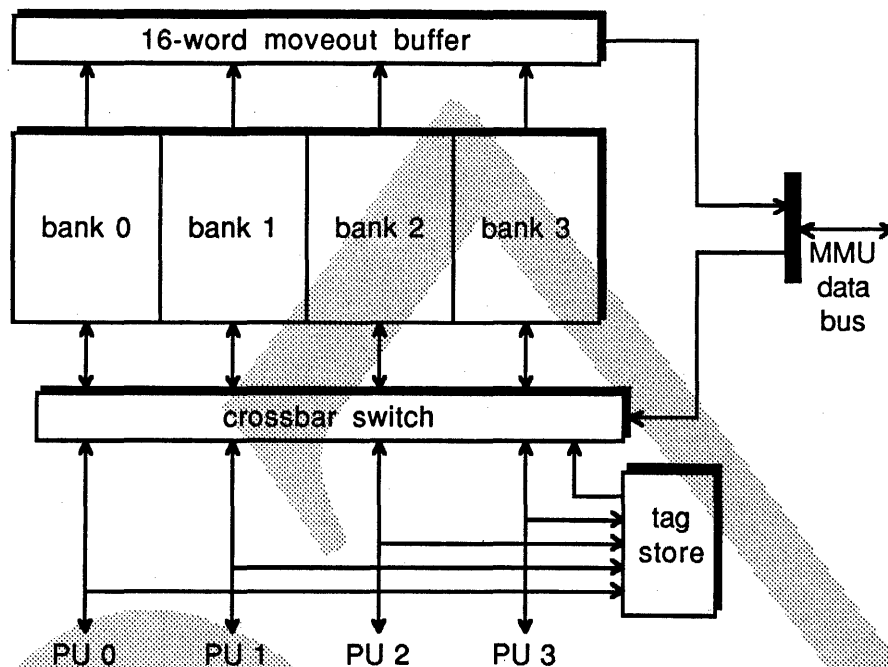 16-word moveout buffer
bank 0
bank 1
bank 2
bank 3
MMU
data
bus
crossbar switch
tag
store
PU 0
PU 1
PU 2
PU 3